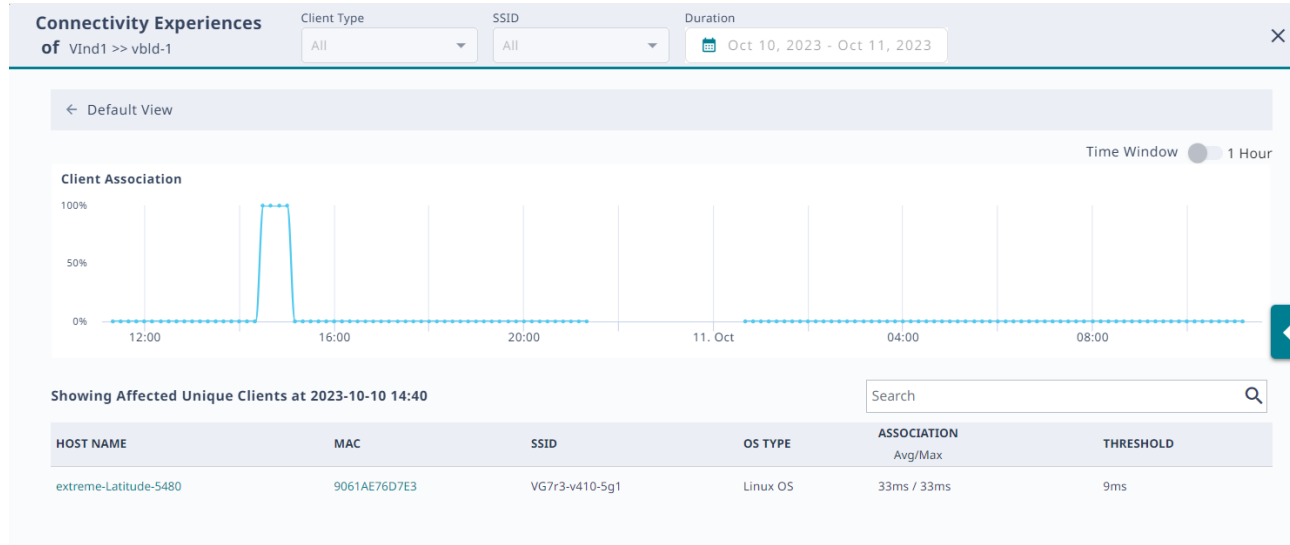 Connectivity Experiences
of VInd1 >> vbld-1
Client Type
All
SSID
All
Duration
Oct 10, 2023 - Oct 11, 2023
← Default View
Time Window 1 Hour
Client Association
100%
50%
0%
12:00 16:00 20:00 11. Oct 04:00 08:00
Showing Affected Unique Clients at 2023-10-10 14:40
Search
HOST NAME MAC SSID OS TYPE ASSOCIATION Avg/Max THRESHOLD
extreme-Latitude-5480 9061AE76D7E3 VG7r3-v410-5g1 Linux OS 33ms / 33ms 9ms